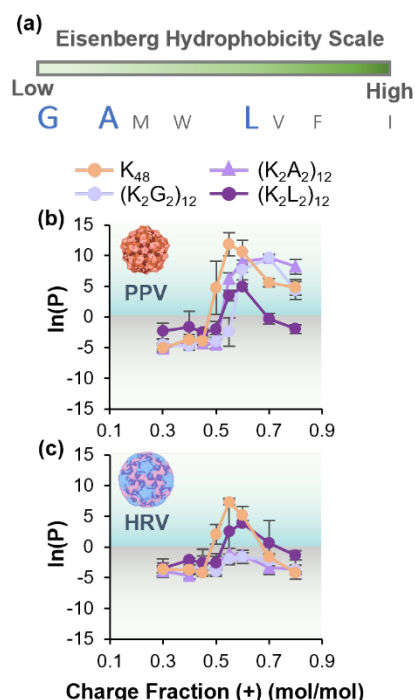 (a)
Eisenberg Hydrophobicity Scale
Low High
G A M W L V F I
K48 (K2A2)12
(K2G2)12 (K2L2)12
(b)
15
10
5
0
-5
-10
-15
ln(P)
PPV
0.1 0.3 0.5 0.7 0.9
(c)
15
10
5
0
-5
-10
-15
ln(P)
HRV
0.1 0.3 0.5 0.7 0.9
Charge Fraction (+) (mol/mol)